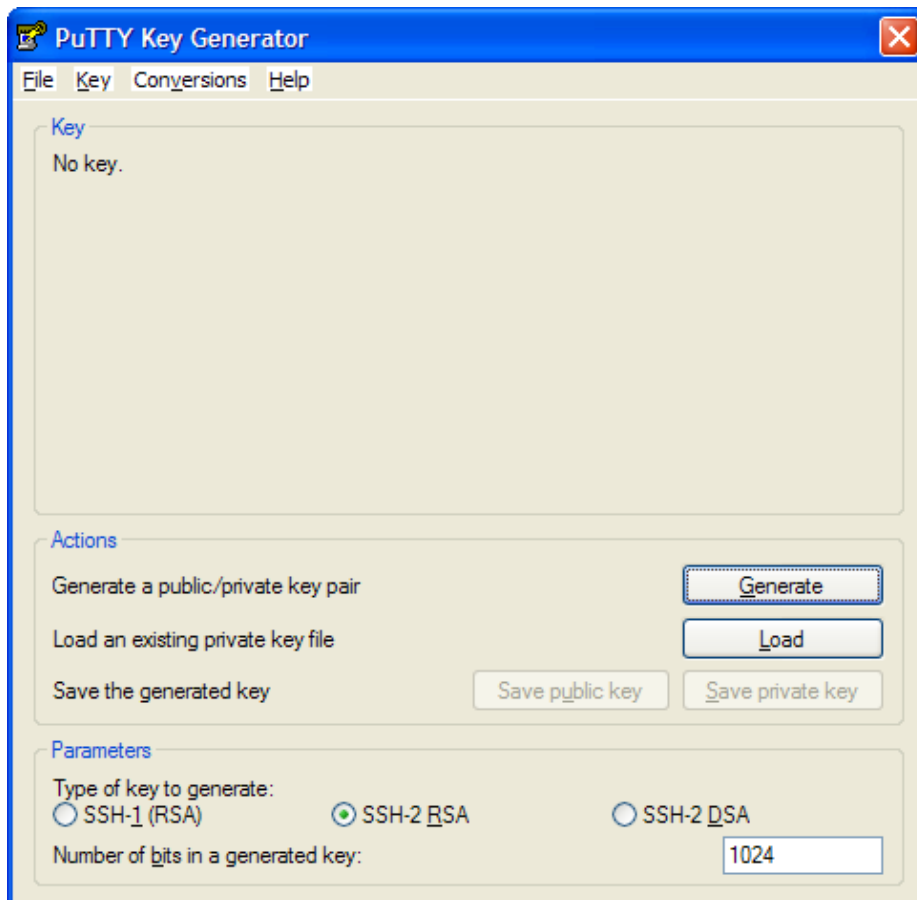 PuTTY Key Generator
File Key Conversions Help
Key
No key.
Actions
Generate a public/private key pair Generate
Load an existing private key file Load
Save the generated key Save public key Save private key
Parameters
Type of key to generate:
SSH-1 (RSA) SSH-2 RSA SSH-2 DSA
Number of bits in a generated key: 1024